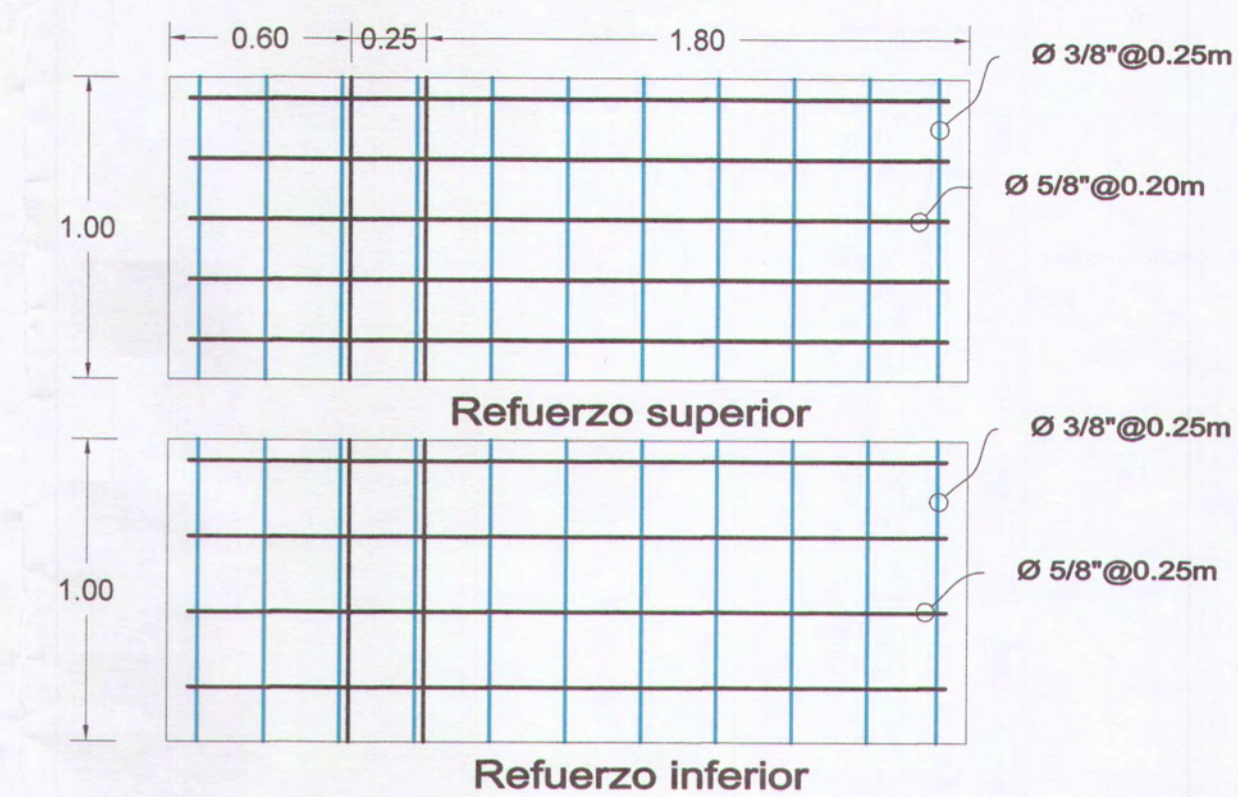 0.60 0.25 1.80
Ø 3/8"@0.25m
Ø 5/8"@0.20m
1.00
Refuerzo superior
Ø 3/8"@0.25m
Ø 5/8"@0.25m
1.00
Refuerzo inferior